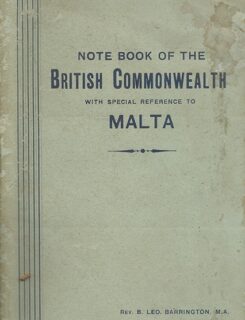 NOTE BOOK OF THE
BRITISH COMMONWEALTH
WITH SPECIAL REFERENCE TO
MALTA
REV. B. LEO. BARRINGTON, M.A.